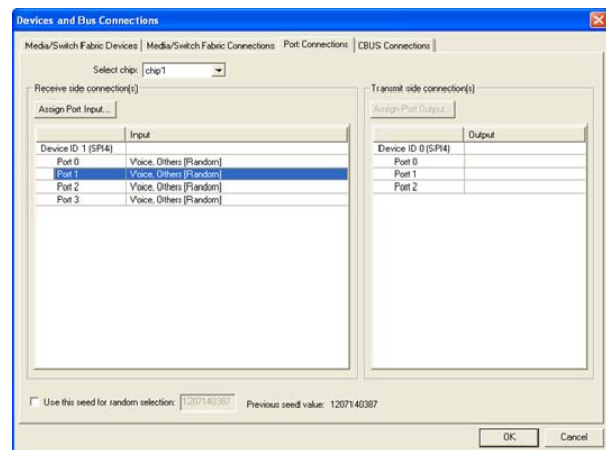 Devices and Bus Connections
Media/Switch Fabric Devices
Media/Switch Fabric Connections
Port Connections
CBUS Connections
Select chip: chip1
Receive side connection(s)
Assign Port Input...
Input
Device ID 1 (SPI4)
Port 0 Voice, Others [Random]
Port 1 Voice, Others [Random]
Port 2 Voice, Others [Random]
Port 3 Voice, Others [Random]
Transmit side connection(s)
Assign Port Output...
Output
Device ID 0 (SPI4)
Port 0
Port 1
Port 2
Use this seed for random selection: 1207140387
Previous seed value: 1207140387
OK
Cancel